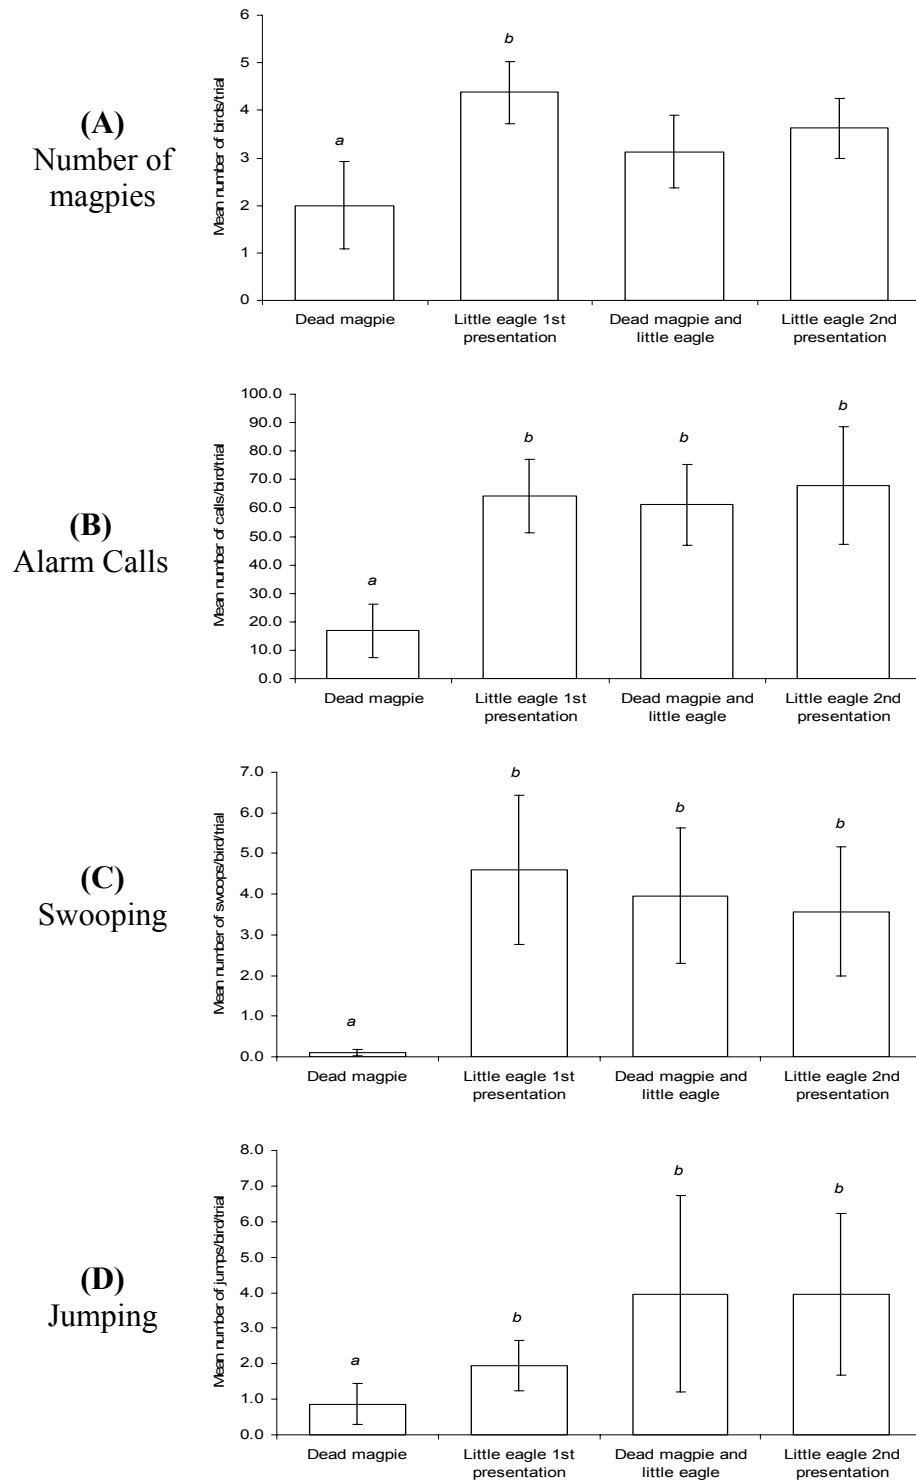 (A)
Number of
magpies
Mean number of birds/trial
6
5
4
3
2
1
0
a
b
Dead magpie
Little eagle 1st
presentation
Dead magpie and
little eagle
Little eagle 2nd
presentation
(B)
Alarm Calls
Mean number of calls/bird/trial
100.0
90.0
80.0
70.0
60.0
50.0
40.0
30.0
20.0
10.0
0.0
a
b
b
b
Dead magpie
Little eagle 1st
presentation
Dead magpie and
little eagle
Little eagle 2nd
presentation
(C)
Swooping
Mean number of swoops/bird/trial
7.0
6.0
5.0
4.0
3.0
2.0
1.0
0.0
a
b
b
b
Dead magpie
Little eagle 1st
presentation
Dead magpie and
little eagle
Little eagle 2nd
presentation
(D)
Jumping
Mean number of jumps/bird/trial
8.0
7.0
6.0
5.0
4.0
3.0
2.0
1.0
0.0
a
b
b
b
Dead magpie
Little eagle 1st
presentation
Dead magpie and
little eagle
Little eagle 2nd
presentation